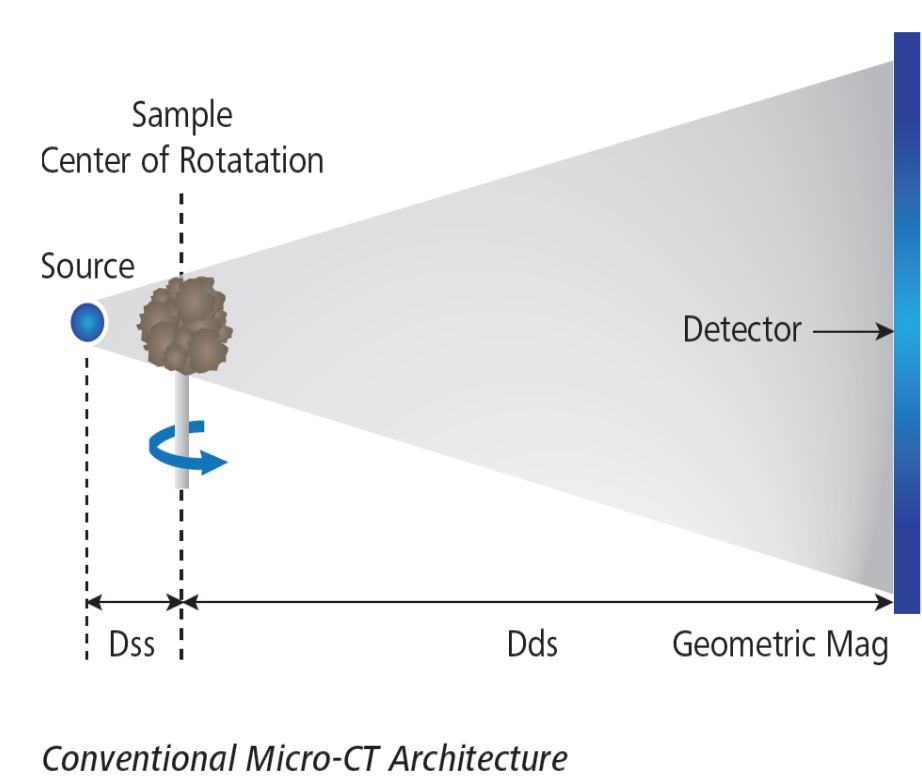 Sample
Center of Rotatation
Source
Detector
Dss
Dds
Geometric Mag
Conventional Micro-CT Architecture